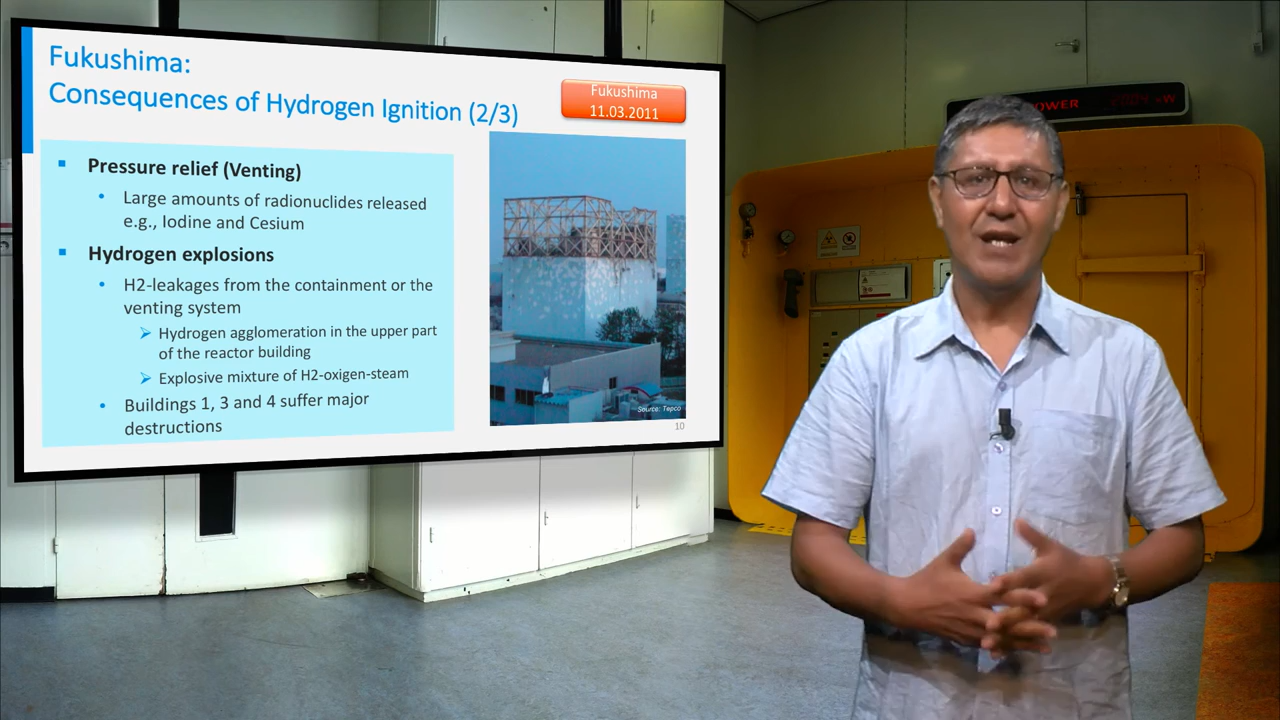 Fukushima:
Consequences of Hydrogen Ignition (2/3)
Fukushima
11.03.2011
Pressure relief (Venting)
Large amounts of radionuclides released
e.g., Iodine and Cesium
Hydrogen explosions
H2-leakages from the containment or the
venting system
Hydrogen agglomeration in the upper part
of the reactor building
Explosive mixture of H2-oxigen-steam
Buildings 1, 3 and 4 suffer major
destructions
Source: Tepco
10
POWER kW